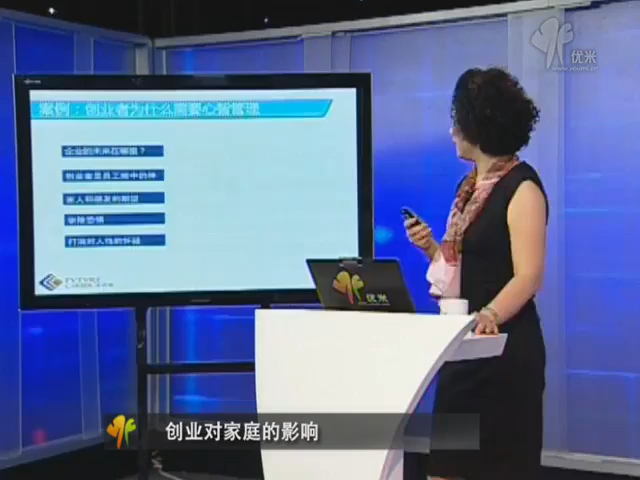 优米
案例：创业者为什么需要心智管理
企业的未来在哪里？
创业者是员工眼中的神
家人和朋友的期望
消除恐惧
打消对人性的怀疑
FUTURE
优米
创业对家庭的影响